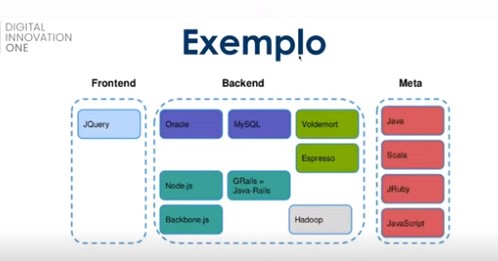 DIGITAL
INNOVATION
ONE
Exemplo
Frontend
Backend
Meta
JQuery
Oracle
MySQL
Voldemort
Espresso
Node.js
GRails =
Java-Rails
Backbone.js
Hadoop
Java
Scala
JRuby
JavaScript